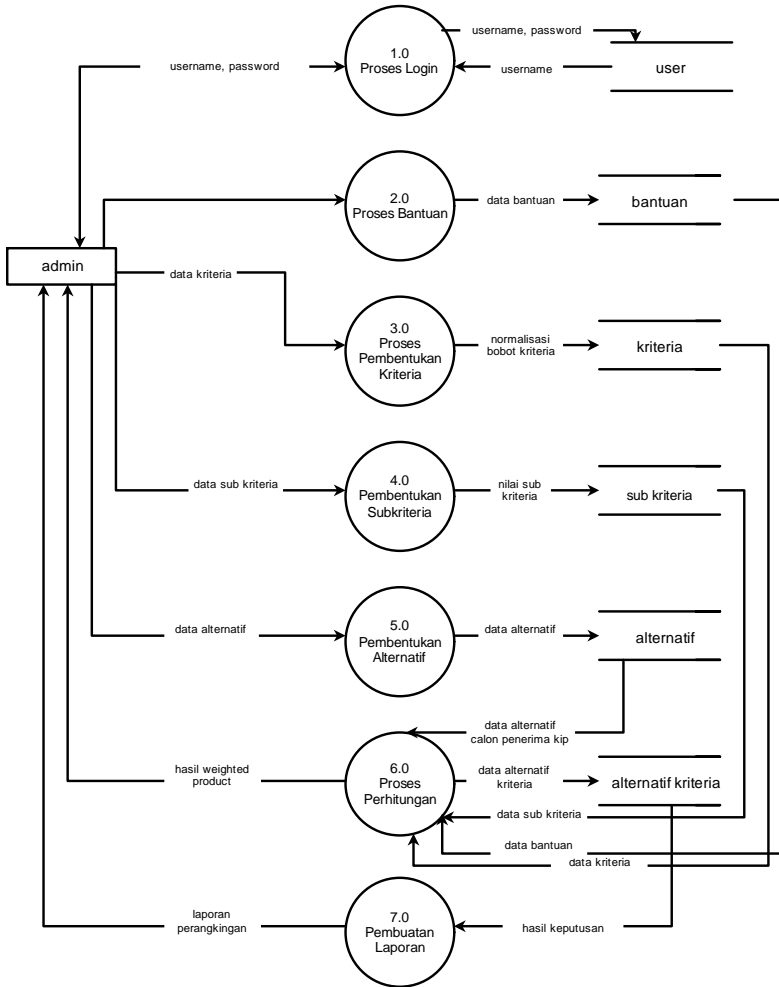 username, password
1.0
Proses Login
username, password
username
user
2.0
Proses Bantuan
data bantuan
bantuan
admin
data kriteria
3.0
Proses
Pembentukan
Kriteria
normalisasi
bobot kriteria
kriteria
data sub kriteria
4.0
Pembentukan
Subkriteria
nilai sub
kriteria
sub kriteria
data alternatif
5.0
Pembentukan
Alternatif
data alternatif
alternatif
data alternatif
calon penerima kip
hasil weighted
product
6.0
Proses
Perhitungan
data alternatif
kriteria
alternatif kriteria
data sub kriteria
data bantuan
data kriteria
laporan
perangkingan
7.0
Pembuatan
Laporan
hasil keputusan